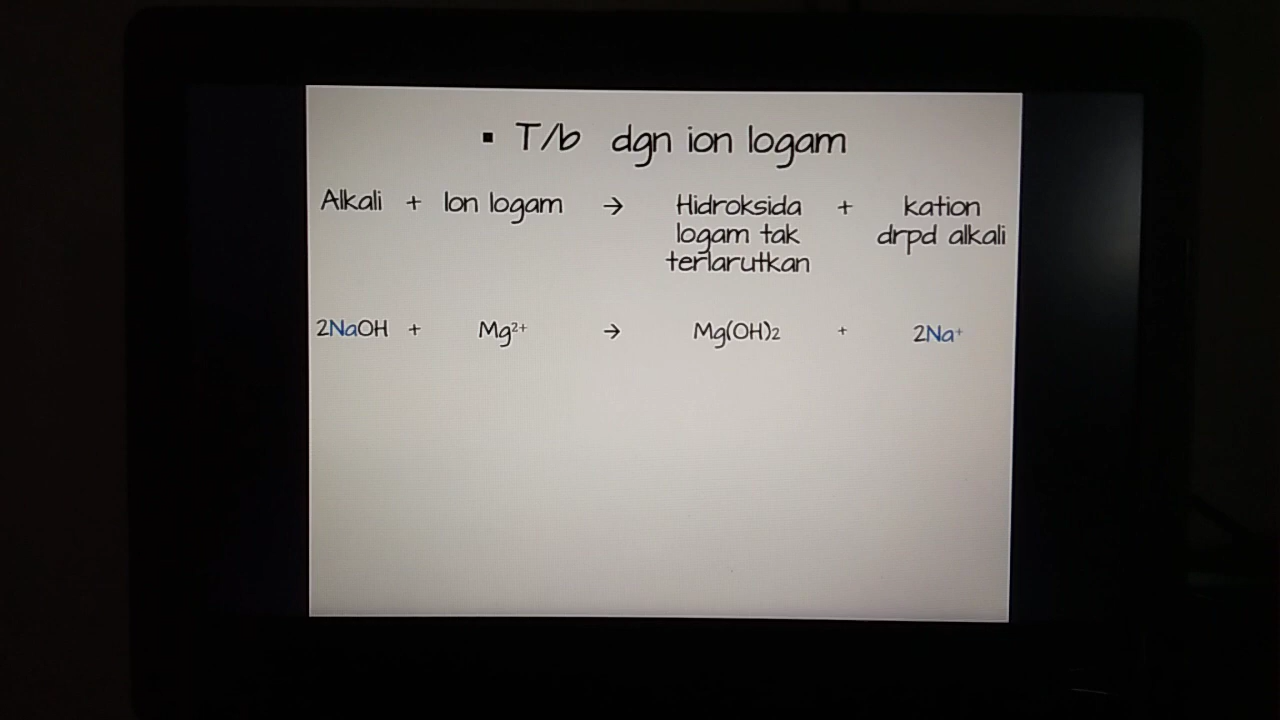 ▪ T/b dgn ion logam
Alkali + Ion logam → Hidroksida + kation
logam tak drpd alkali
terlarutkan
2NaOH + Mg²⁺ → Mg(OH)₂ + 2Na⁺